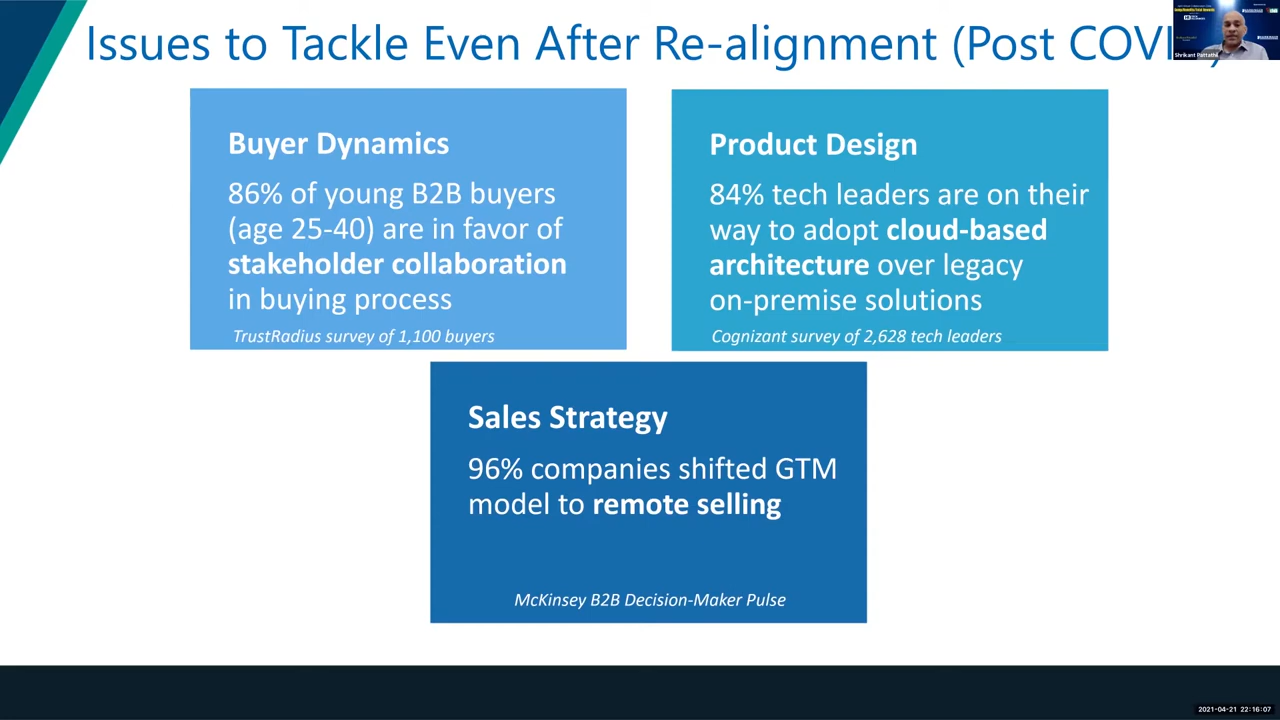 Issues to Tackle Even After Re-alignment (Post COVI
Shrikant Pattathil
Buyer Dynamics
86% of young B2B buyers
(age 25-40) are in favor of
stakeholder collaboration
in buying process
TrustRadius survey of 1,100 buyers
Product Design
84% tech leaders are on their
way to adopt cloud-based
architecture over legacy
on-premise solutions
Cognizant survey of 2,628 tech leaders
Sales Strategy
96% companies shifted GTM
model to remote selling
McKinsey B2B Decision-Maker Pulse
2021-04-21 22:16:07